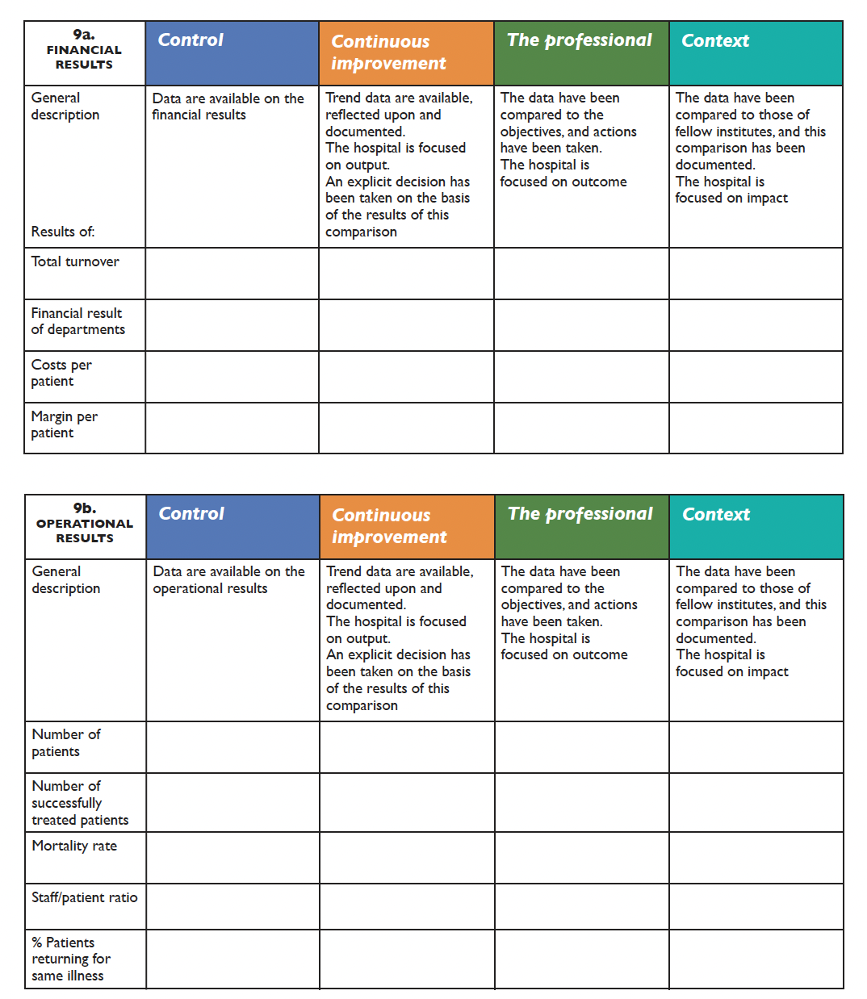 9a.
FINANCIAL
RESULTS
Control
Continuous
improvement
The professional
Context
General
description
Results of:
Data are available on the
financial results
Trend data are available,
reflected upon and
documented.
The hospital is focused
on output.
An explicit decision has
been taken on the basis
of the results of this
comparison
The data have been
compared to the
objectives, and actions
have been taken.
The hospital is
focused on outcome
The data have been
compared to those of
fellow institutes, and this
comparison has been
documented.
The hospital is
focused on impact
Total turnover
Financial result
of departments
Costs per
patient
Margin per
patient
9b.
OPERATIONAL
RESULTS
Control
Continuous
improvement
The professional
Context
General
description
Data are available on the
operational results
Trend data are available,
reflected upon and
documented.
The hospital is focused
on output.
An explicit decision has
been taken on the basis
of the results of this
comparison
The data have been
compared to the
objectives, and actions
have been taken.
The hospital is
focused on outcome
The data have been
compared to those of
fellow institutes, and this
comparison has been
documented.
The hospital is
focused on impact
Number of
patients
Number of
successfully
treated patients
Mortality rate
Staff/patient ratio
% Patients
returning for
same illness